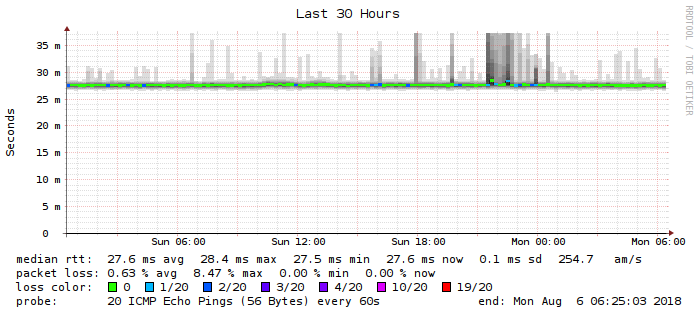 Last 30 Hours
RRDTOOL / TOBI OETIKER
Seconds
35 m
30 m
25 m
20 m
15 m
10 m
5 m
0
Sun 06:00 Sun 12:00 Sun 18:00 Mon 00:00 Mon 06:00
median rtt: 27.6 ms avg 28.4 ms max 27.5 ms min 27.6 ms now 0.1 ms sd 254.7 am/s
packet loss: 0.63 % avg 8.47 % max 0.00 % min 0.00 % now
loss color: 0 1/20 2/20 3/20 4/20 10/20 19/20
probe: 20 ICMP Echo Pings (56 Bytes) every 60s end: Mon Aug 6 06:25:03 2018